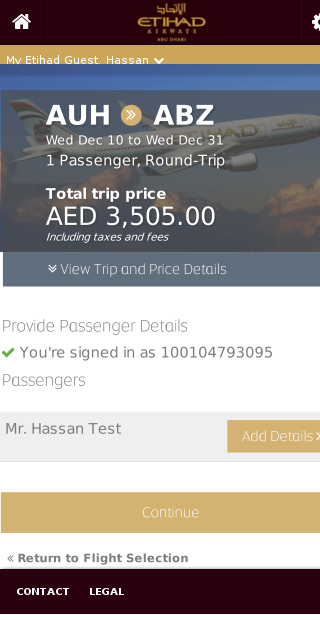 الإتحاد
ETIHAD
AIRWAYS
ABU DHABI
My Etihad Guest, Hassan
AUH ABZ
Wed Dec 10 to Wed Dec 31
1 Passenger, Round-Trip
Total trip price
AED 3,505.00
Including taxes and fees
View Trip and Price Details
Provide Passenger Details
You're signed in as 100104793095
Passengers
Mr. Hassan Test
Add Details
Continue
« Return to Flight Selection
CONTACT LEGAL